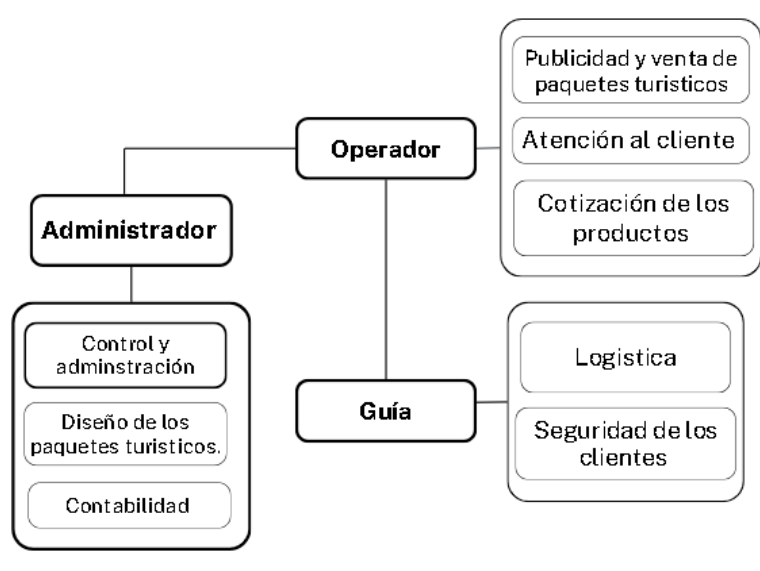 Publicidad y venta de
paquetes turisticos
Atención al cliente
Cotización de los
productos
Operador
Administrador
Control y
adminstración
Diseño de los
paquetes turisticos.
Contabilidad
Guía
Logistica
Seguridad de los
clientes